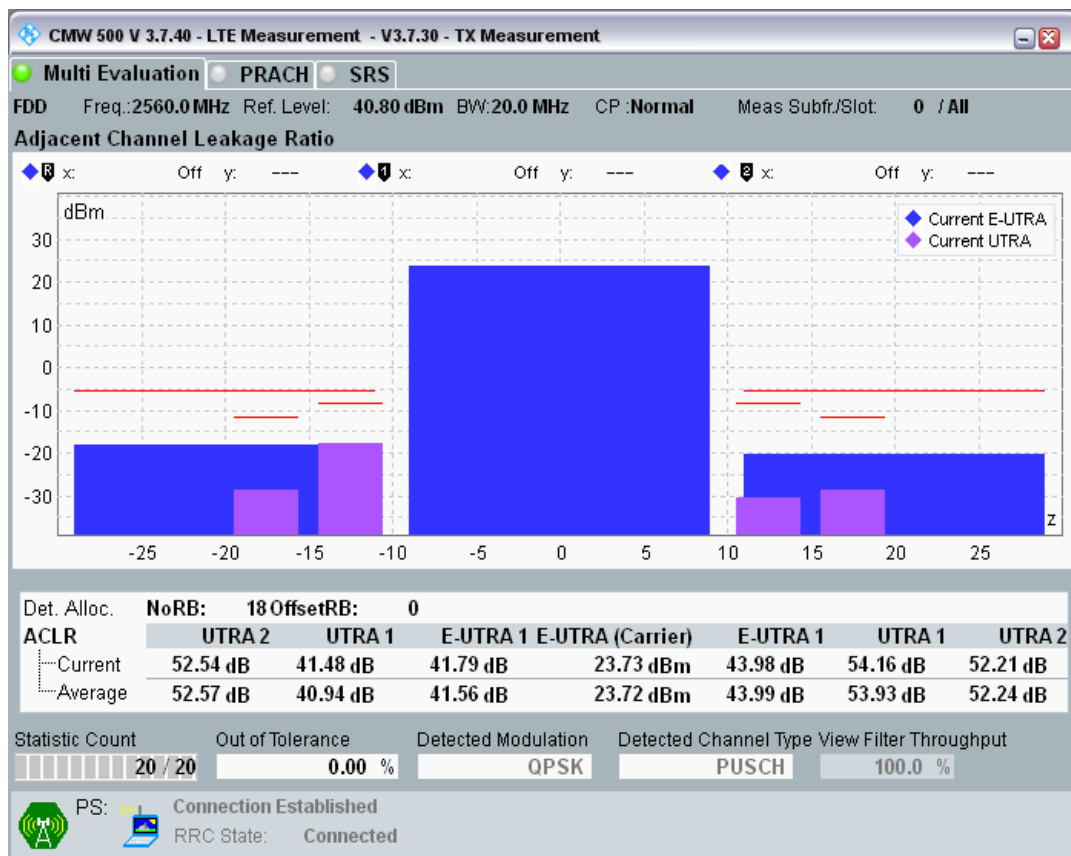 CMW 500 V 3.7.40 - LTE Measurement - V3.7.30 - TX Measurement
Multi Evaluation PRACH SRS
FDD Freq.:2560.0 MHz Ref. Level: 40.80 dBm BW:20.0 MHz CP :Normal Meas Subfr./Slot: 0 / All
Adjacent Channel Leakage Ratio
R x: Off y: --- 1 x: Off y: --- 2 x: Off y: ---
dBm
Current E-UTRA
Current UTRA
30
20
10
0
-10
-20
-30
z
-25 -20 -15 -10 -5 0 5 10 15 20 25
Det. Alloc. NoRB: 18 OffsetRB: 0
ACLR UTRA 2 UTRA 1 E-UTRA 1 E-UTRA (Carrier) E-UTRA 1 UTRA 1 UTRA 2
Current 52.54 dB 41.48 dB 41.79 dB 23.73 dBm 43.98 dB 54.16 dB 52.21 dB
Average 52.57 dB 40.94 dB 41.56 dB 23.72 dBm 43.99 dB 53.93 dB 52.24 dB
Statistic Count Out of Tolerance Detected Modulation Detected Channel Type View Filter Throughput
20 / 20 0.00 % QPSK PUSCH 100.0 %
PS: Connection Established
RRC State: Connected